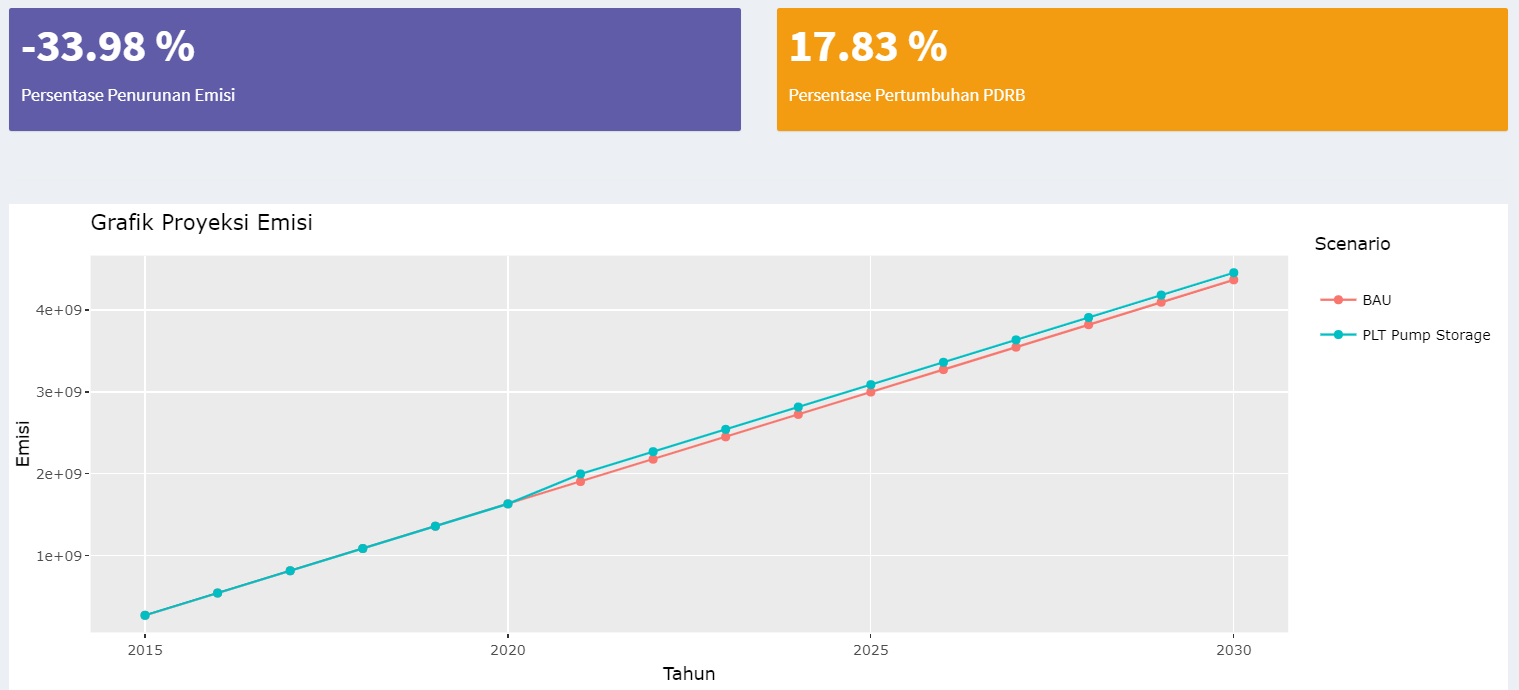 -33.98 %
Persentase Penurunan Emisi
17.83 %
Persentase Pertumbuhan PDRB
Grafik Proyeksi Emisi
Scenario
BAU
PLT Pump Storage
4e+09
3e+09
2e+09
1e+09
Emisi
2015
2020
2025
2030
Tahun